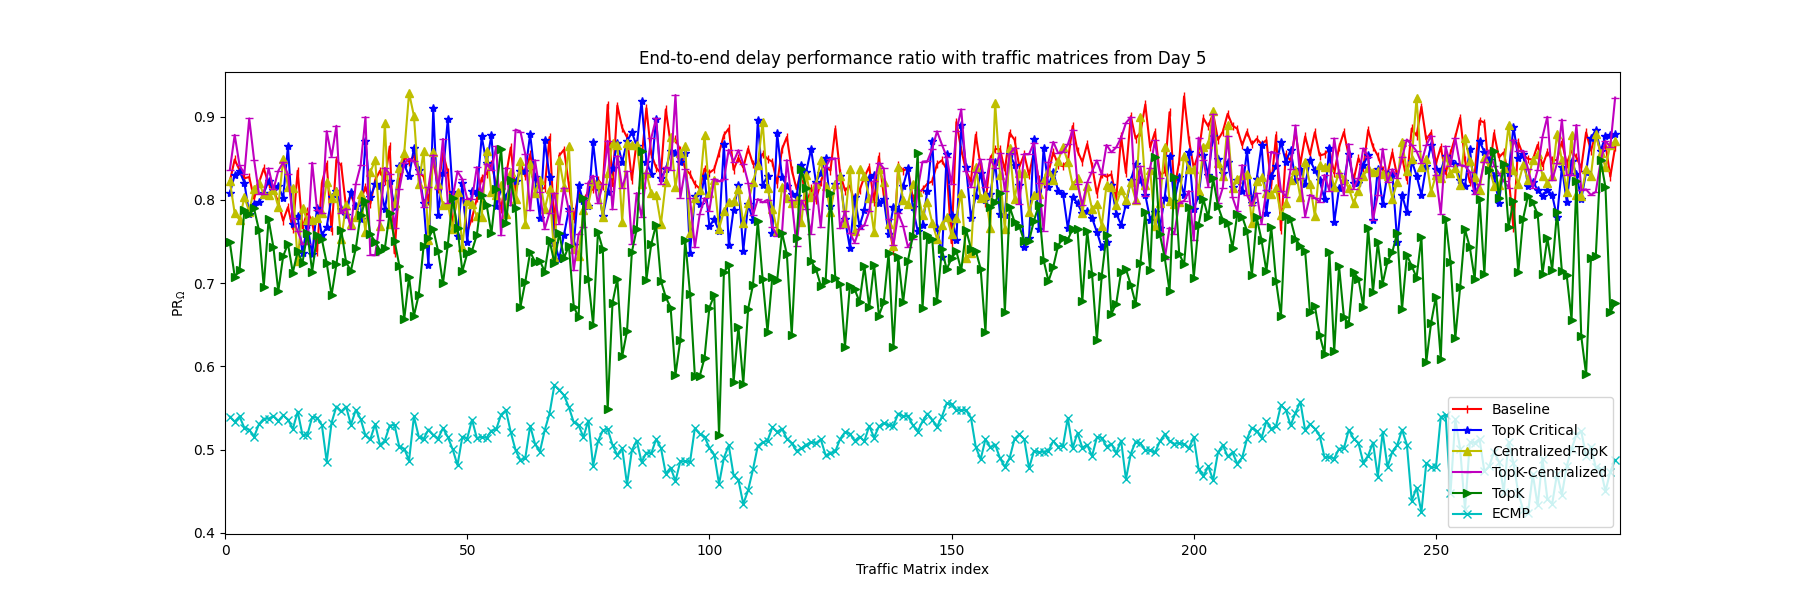 End-to-end delay performance ratio with traffic matrices from Day 5
PR_Ω
0.9
0.8
0.7
0.6
0.5
0.4
0 50 100 150 200 250
Traffic Matrix index
Baseline
TopK Critical
Centralized-TopK
TopK-Centralized
TopK
ECMP